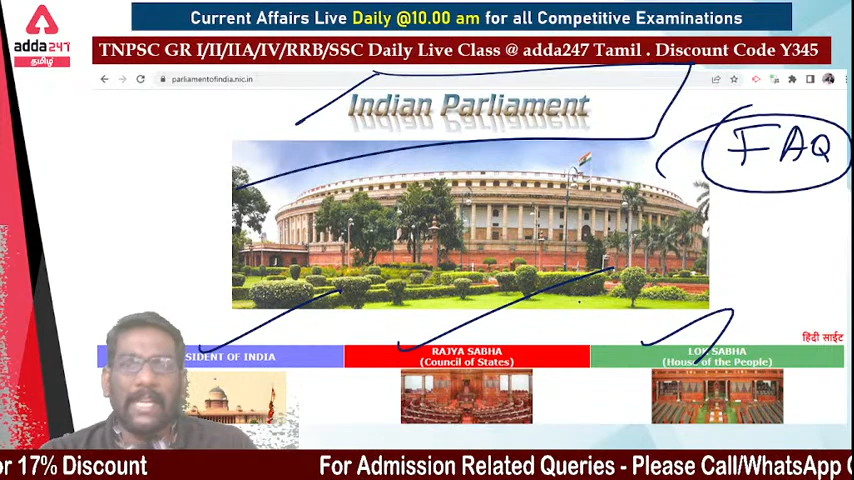 Current Affairs Live Daily @10.00 am for all Competitive Examinations
adda247
தமிழ்
TNPSC GR I/II/IIA/IV/RRB/SSC Daily Live Class @ adda247 Tamil . Discount Code Y345
parliamentofindia.nic.in
Indian Parliament
FAQ
हिंदी साईट
SIDENT OF INDIA
RAJYA SABHA
(Council of States)
LOK SABHA
(House of the People)
or 17% Discount
For Admission Related Queries - Please Call/WhatsApp